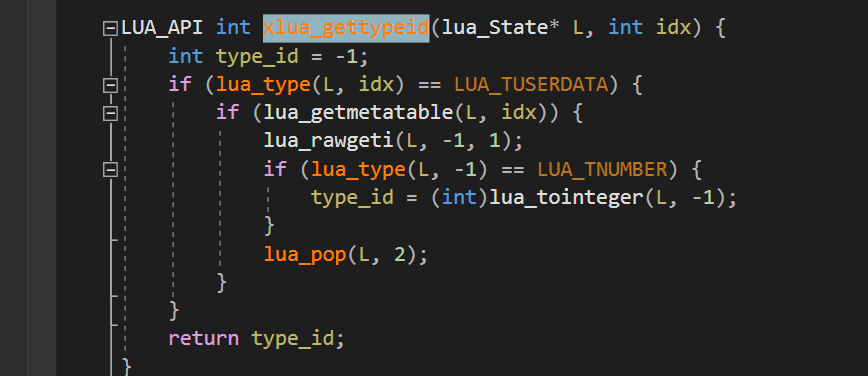 LUA_API int xlua_gettypeid(lua_State* L, int idx) {
int type_id = -1;
if (lua_type(L, idx) == LUA_TUSERDATA) {
if (lua_getmetatable(L, idx)) {
lua_rawgeti(L, -1, 1);
if (lua_type(L, -1) == LUA_TNUMBER) {
type_id = (int)lua_tointeger(L, -1);
}
lua_pop(L, 2);
}
}
return type_id;
}